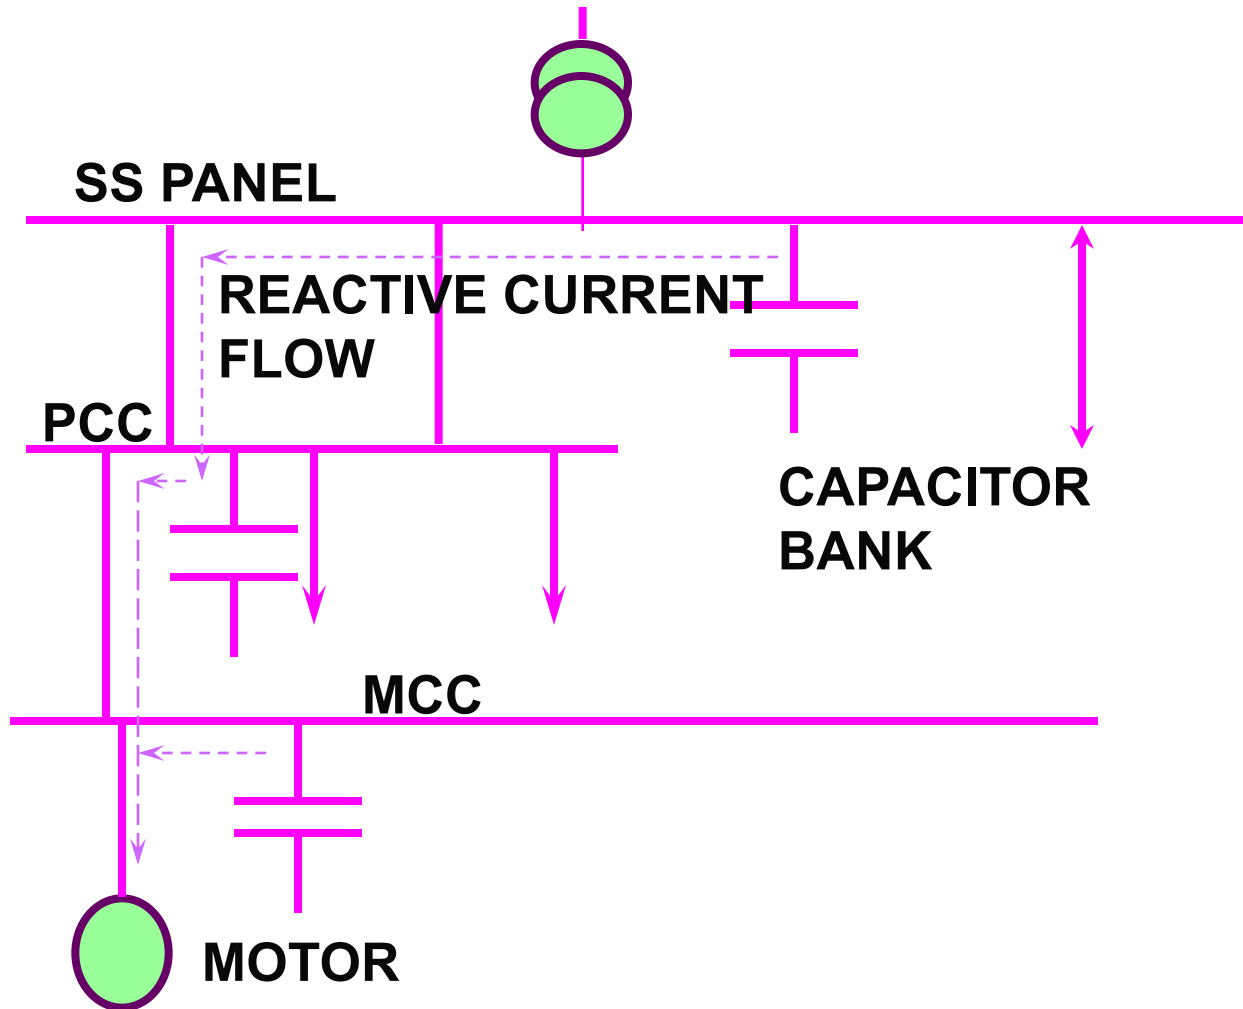 SS PANEL
REACTIVE CURRENT
FLOW
PCC
CAPACITOR
BANK
MCC
MOTOR